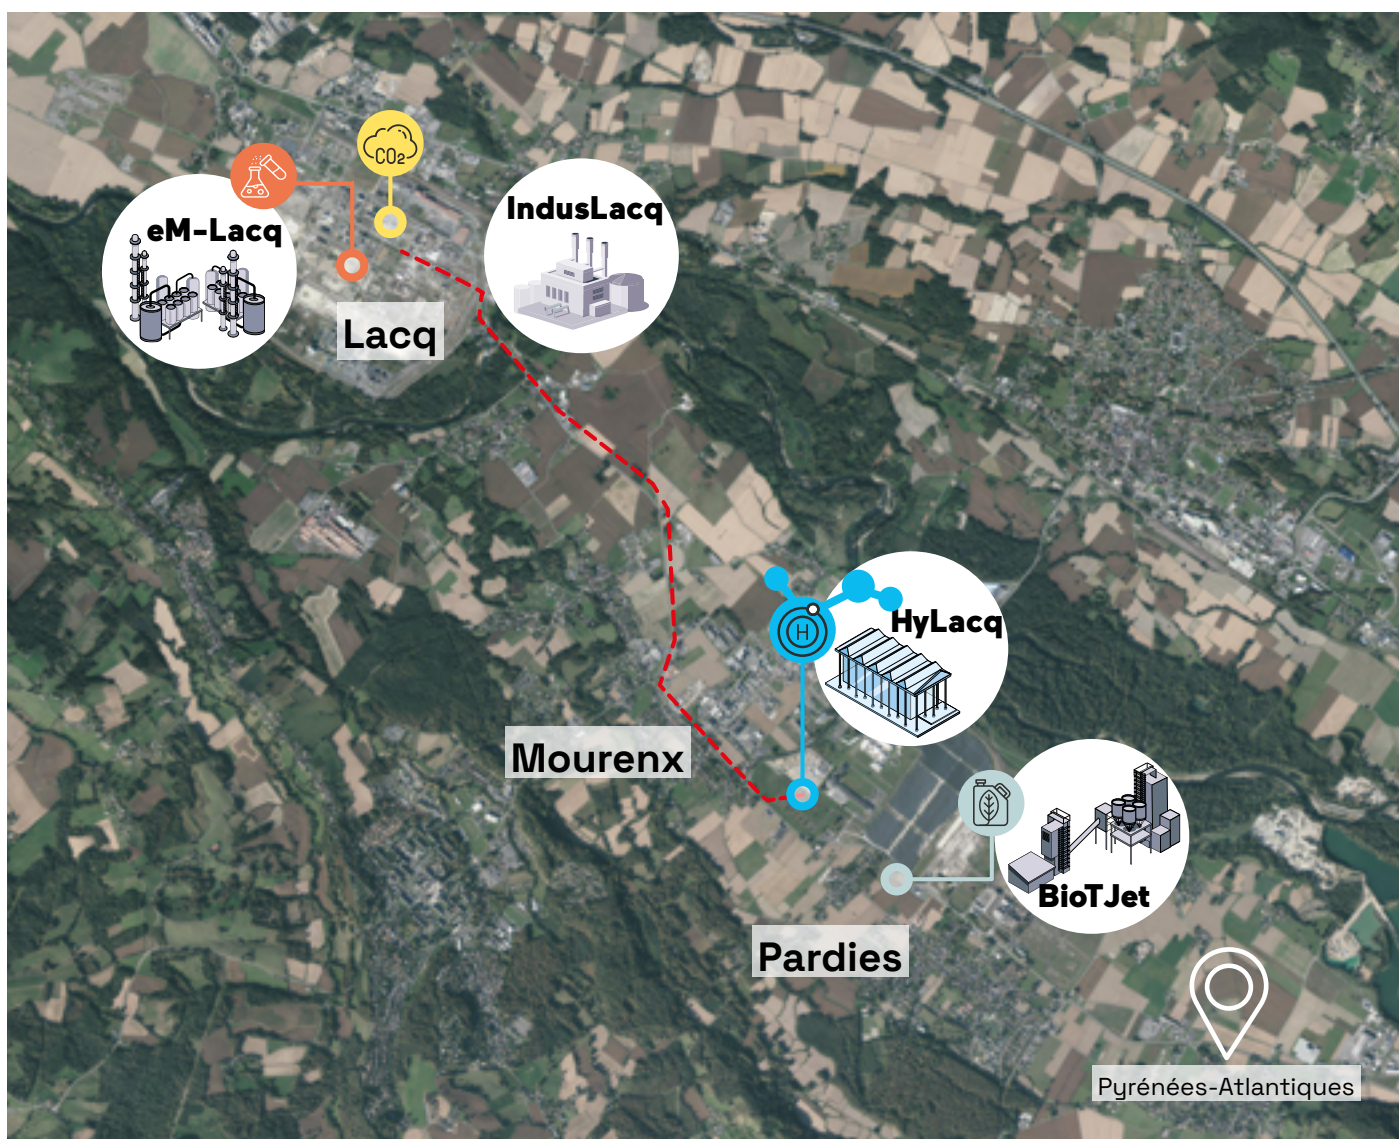 CO₂
IndusLacq
eM-Lacq
Lacq
H
HyLacq
Mourenx
BioTJet
Pardies
Pyrénées-Atlantiques